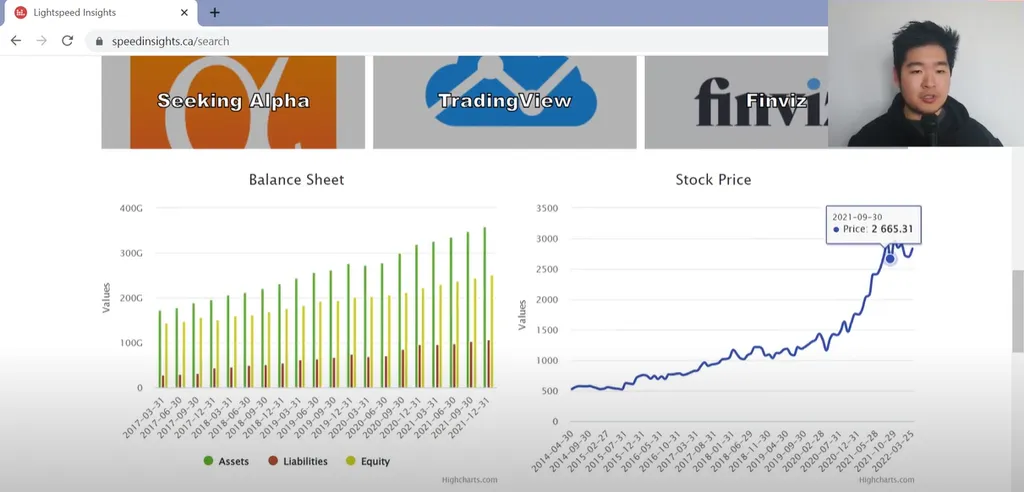 Lightspeed Insights
speedinsights.ca/search
Seeking Alpha
TradingView
Finviz
finviz
Balance Sheet
400G
300G
200G
100G
0
Values
2017-03-31
2017-06-30
2017-09-30
2017-12-31
2018-03-31
2018-06-30
2018-09-30
2018-12-31
2019-03-31
2019-06-30
2019-09-30
2019-12-31
2020-03-31
2020-06-30
2020-09-30
2020-12-31
2021-03-31
2021-06-30
2021-09-30
2021-12-31
Assets
Liabilities
Equity
Highcharts.com
Stock Price
3500
3000
2500
2000
1500
1000
500
0
Values
2021-09-30
Price: 2 665.31
2014-04-30
2014-09-30
2015-02-27
2015-07-31
2015-12-31
2016-05-31
2016-10-31
2017-03-31
2017-08-31
2018-01-31
2018-06-29
2018-11-30
2019-04-30
2019-09-30
2020-02-28
2020-07-31
2020-12-31
2021-05-28
2021-10-29
2022-03-25
Highcharts.com